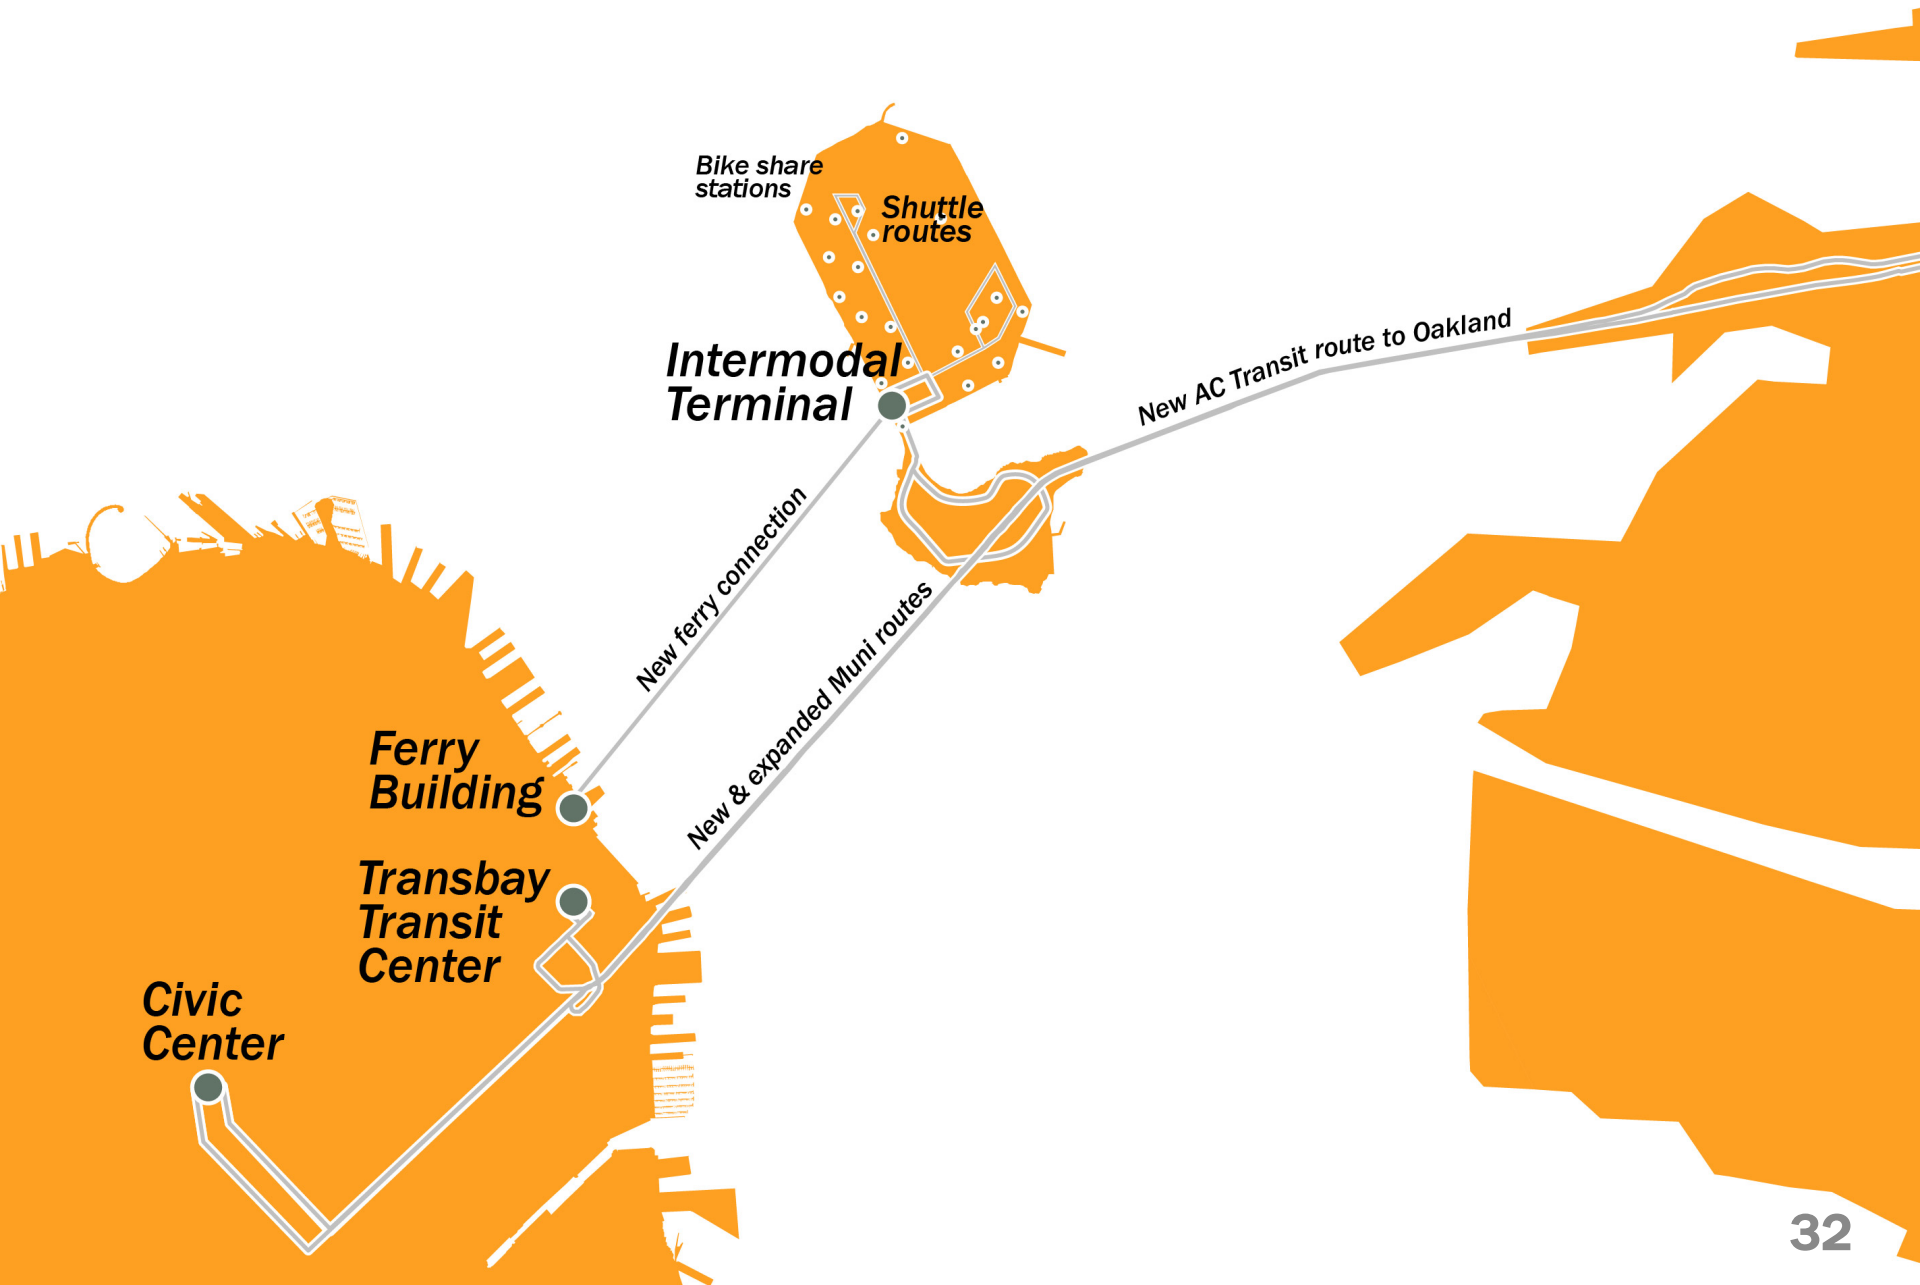 Bike share
stations
Shuttle
routes
Intermodal
Terminal
New AC Transit route to Oakland
New ferry connection
New & expanded Muni routes
Ferry
Building
Transbay
Transit
Center
Civic
Center
32